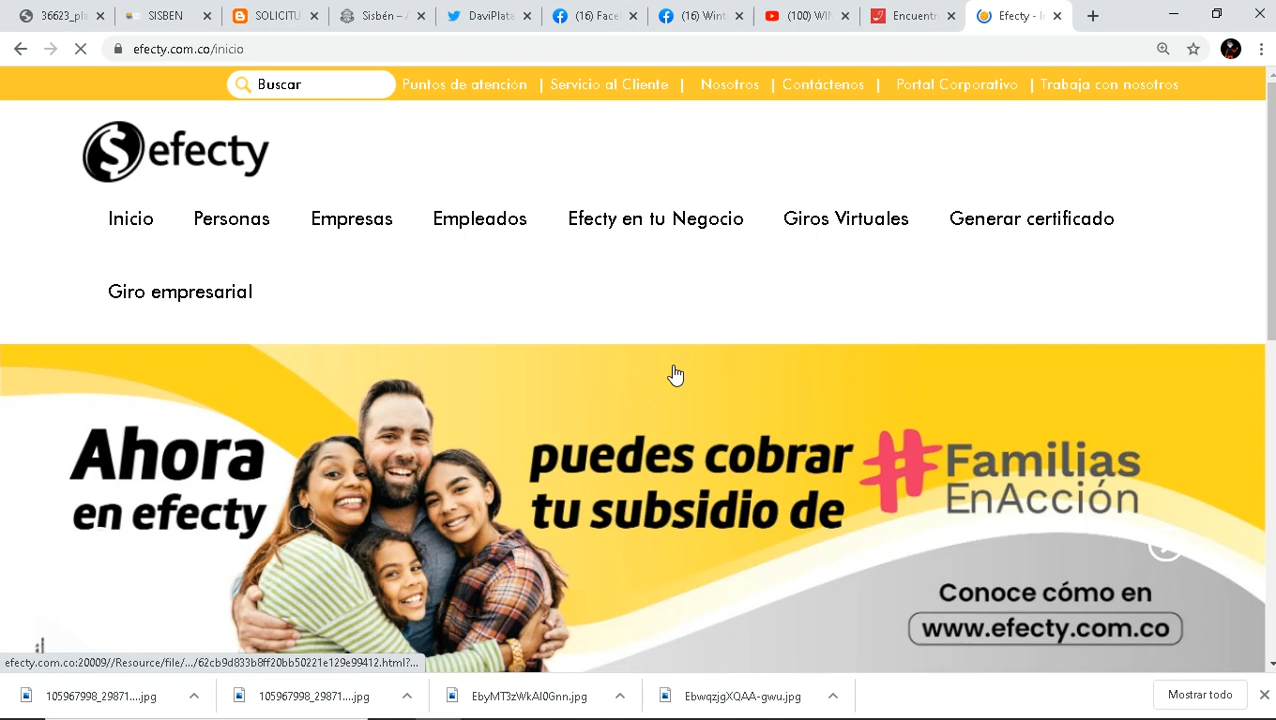 36623_pla
SISBEN
SOLICITU
Sisbén – A
DaviPlata
(16) Face
(16) Wint
(100) WIN
Encuentr
Efecty - I
efecty.com.co/inicio
Buscar
Puntos de atención | Servicio al Cliente | Nosotros | Contáctenos | Portal Corporativo | Trabaja con nosotros
$ efecty
Inicio Personas Empresas Empleados Efecty en tu Negocio Giros Virtuales Generar certificado
Giro empresarial
Ahora
en efecty
puedes cobrar
tu subsidio de
#Familias
EnAcción
Conoce cómo en
www.efecty.com.co
efecty.com.co:20009//Resource/file/.../62cb9d833b8ff20bb50221e129e99412.html?...
105967998_29871....jpg
105967998_29871....jpg
EbyMT3zWkAI0Gnn.jpg
EbwqzjgXQAA-gwu.jpg
Mostrar todo